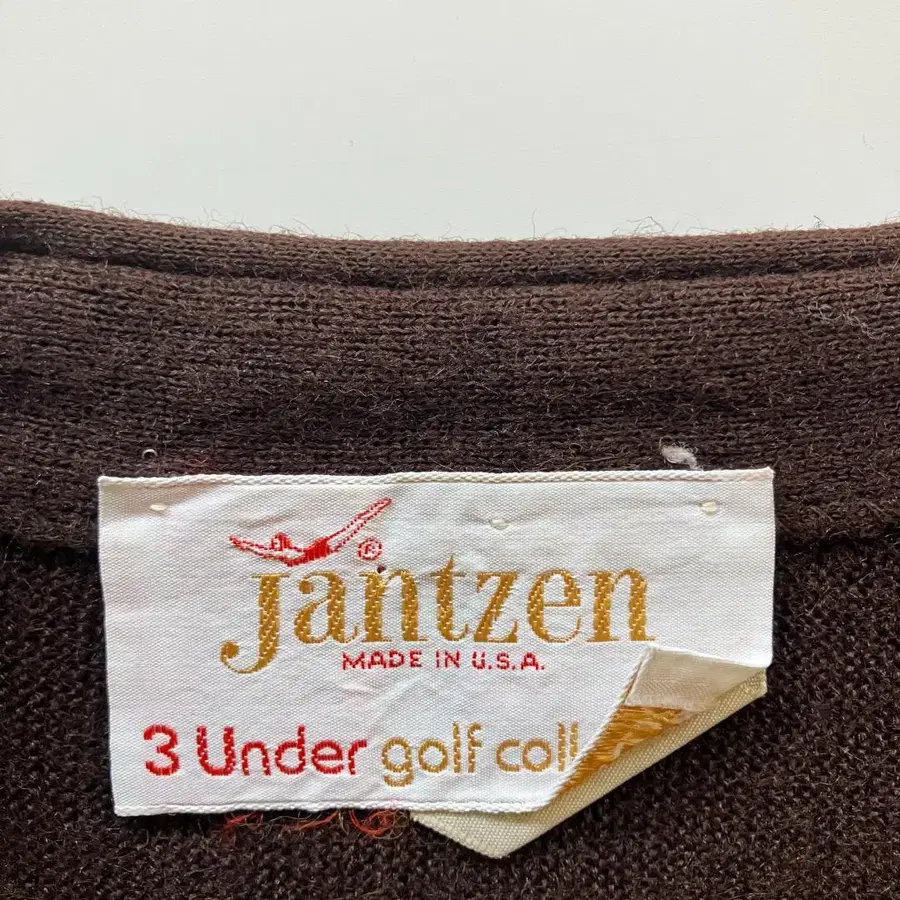 ®
Jantzen
MADE IN U.S.A.
3 Under golf coll